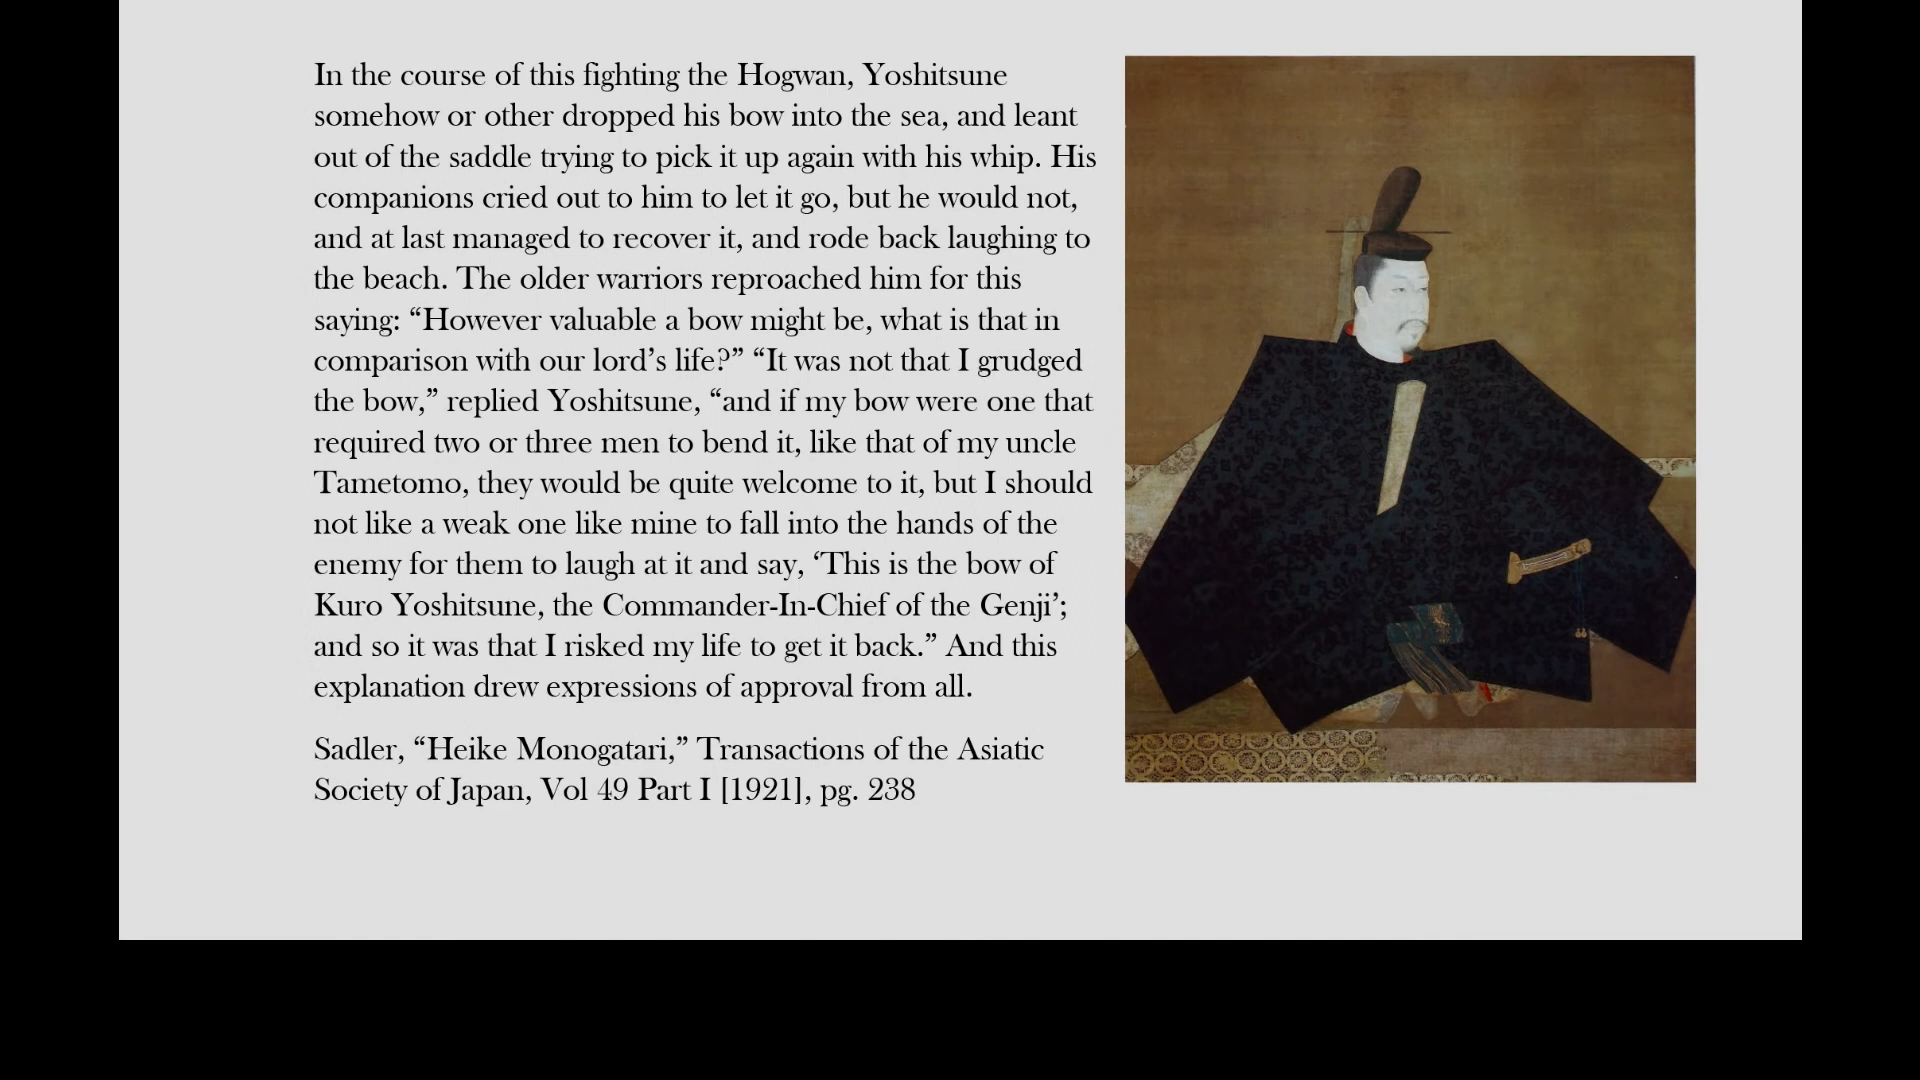 In the course of this fighting the Hogwan, Yoshitsune
somehow or other dropped his bow into the sea, and leant
out of the saddle trying to pick it up again with his whip. His
companions cried out to him to let it go, but he would not,
and at last managed to recover it, and rode back laughing to
the beach. The older warriors reproached him for this
saying: “However valuable a bow might be, what is that in
comparison with our lord’s life?” “It was not that I grudged
the bow,” replied Yoshitsune, “and if my bow were one that
required two or three men to bend it, like that of my uncle
Tametomo, they would be quite welcome to it, but I should
not like a weak one like mine to fall into the hands of the
enemy for them to laugh at it and say, ‘This is the bow of
Kuro Yoshitsune, the Commander-In-Chief of the Genji’;
and so it was that I risked my life to get it back.” And this
explanation drew expressions of approval from all.
Sadler, “Heike Monogatari,” Transactions of the Asiatic
Society of Japan, Vol 49 Part I [1921], pg. 238